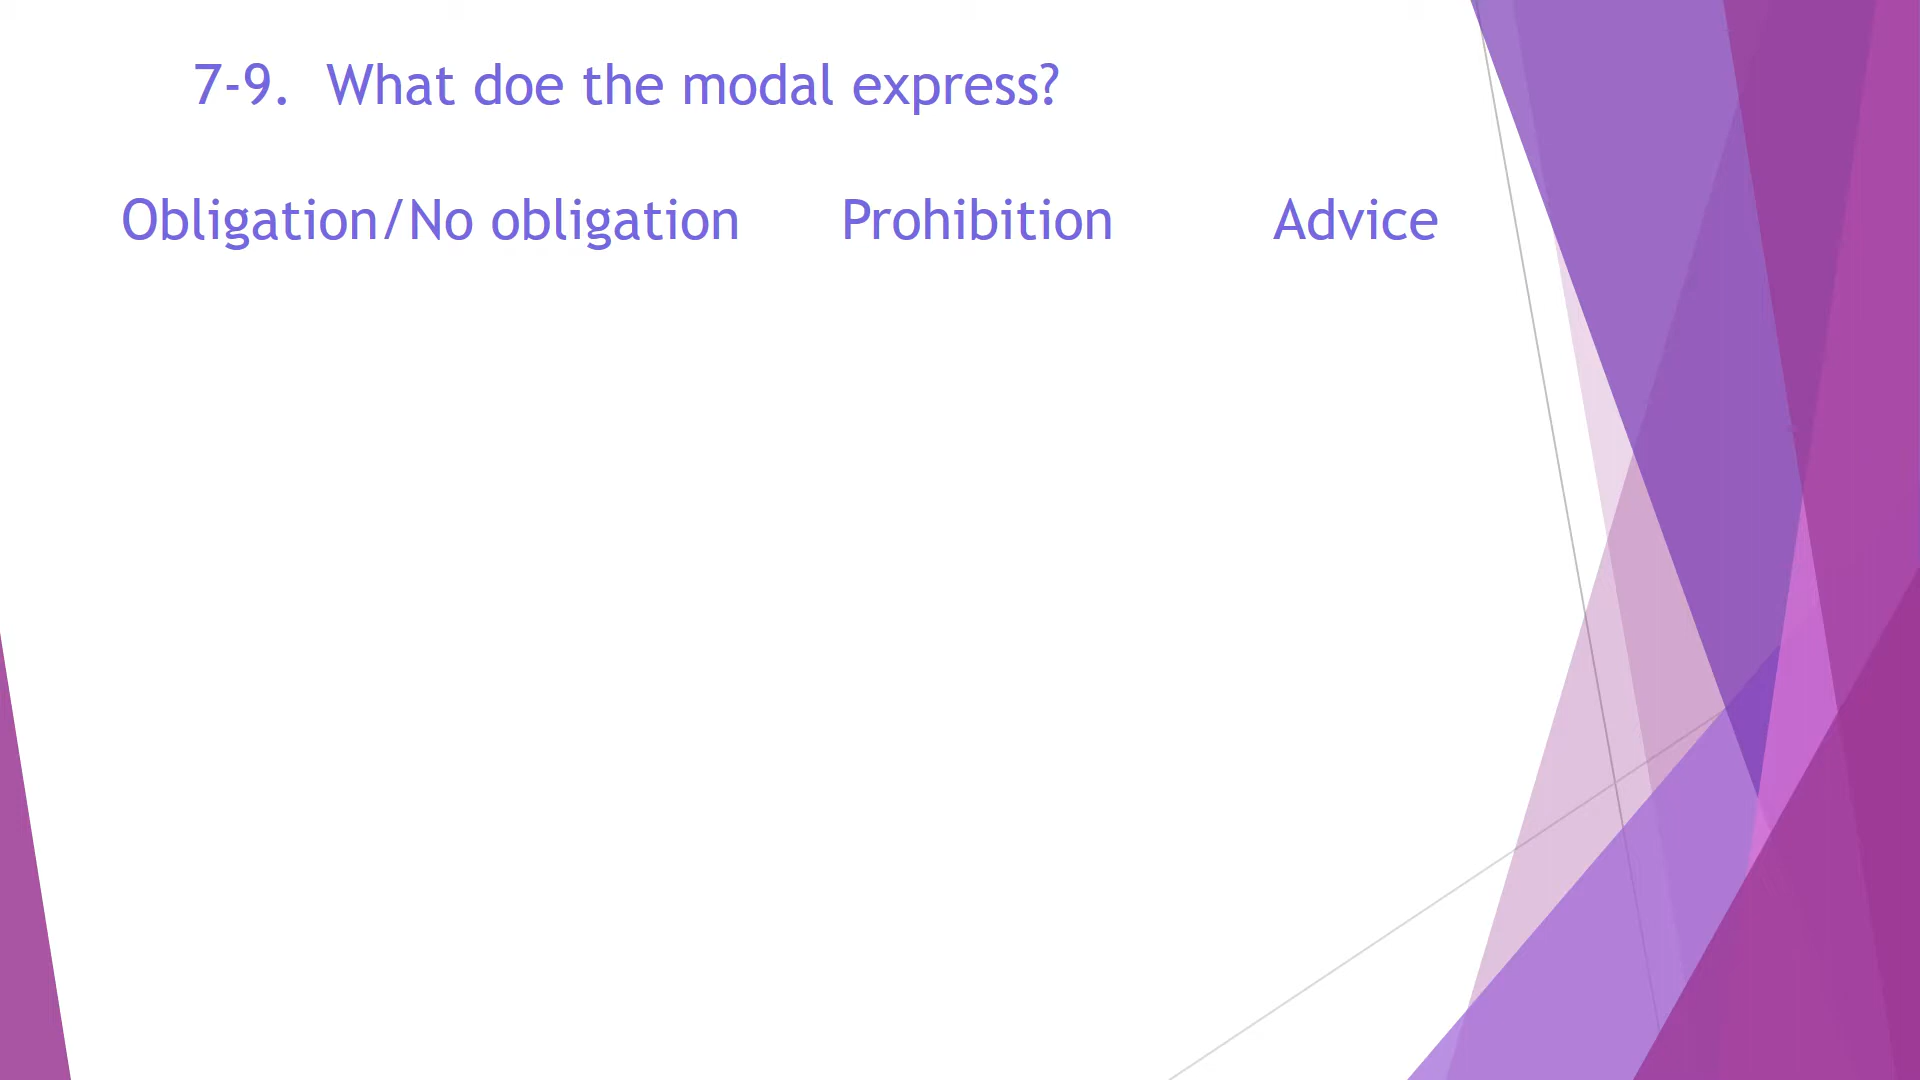 7-9. What doe the modal express?
Obligation/No obligation Prohibition Advice